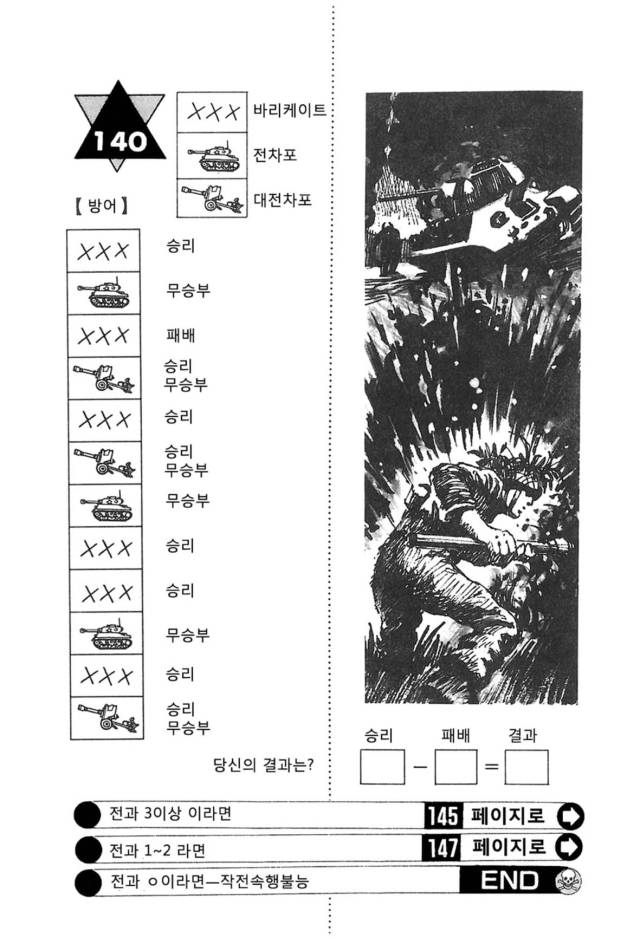 140
XXX 바리케이트
전차포
대전차포
【 방어 】
XXX 승리
무승부
XXX 패배
승리
무승부
XXX 승리
승리
무승부
무승부
XXX 승리
XXX 승리
무승부
XXX 승리
승리
무승부
당신의 결과는?
승리 패배 결과
− =
전과 3이상 이라면 145 페이지로
전과 1~2 라면 147 페이지로
전과 ㅇ이라면—작전속행불능 END